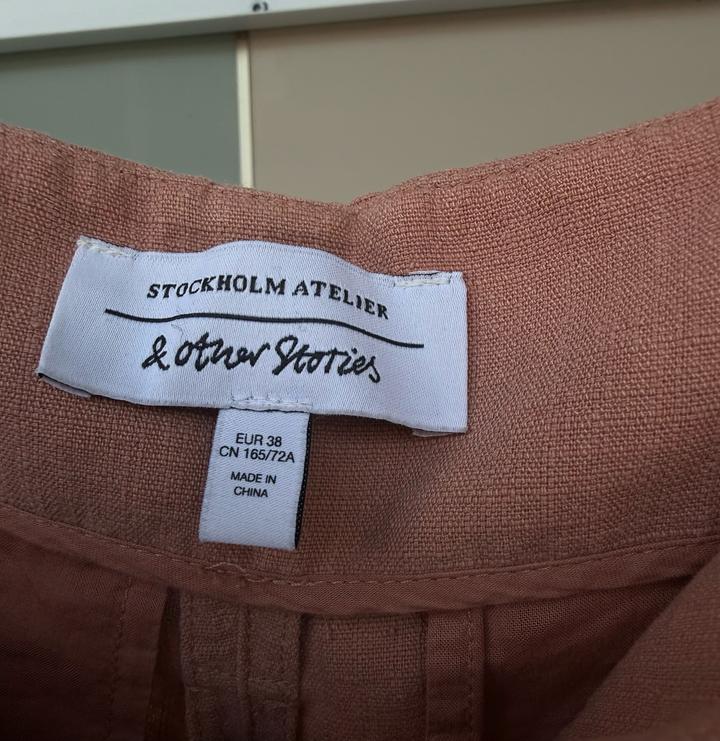 STOCKHOLM ATELIER
& other Stories
EUR 38
CN 165/72A
MADE IN
CHINA